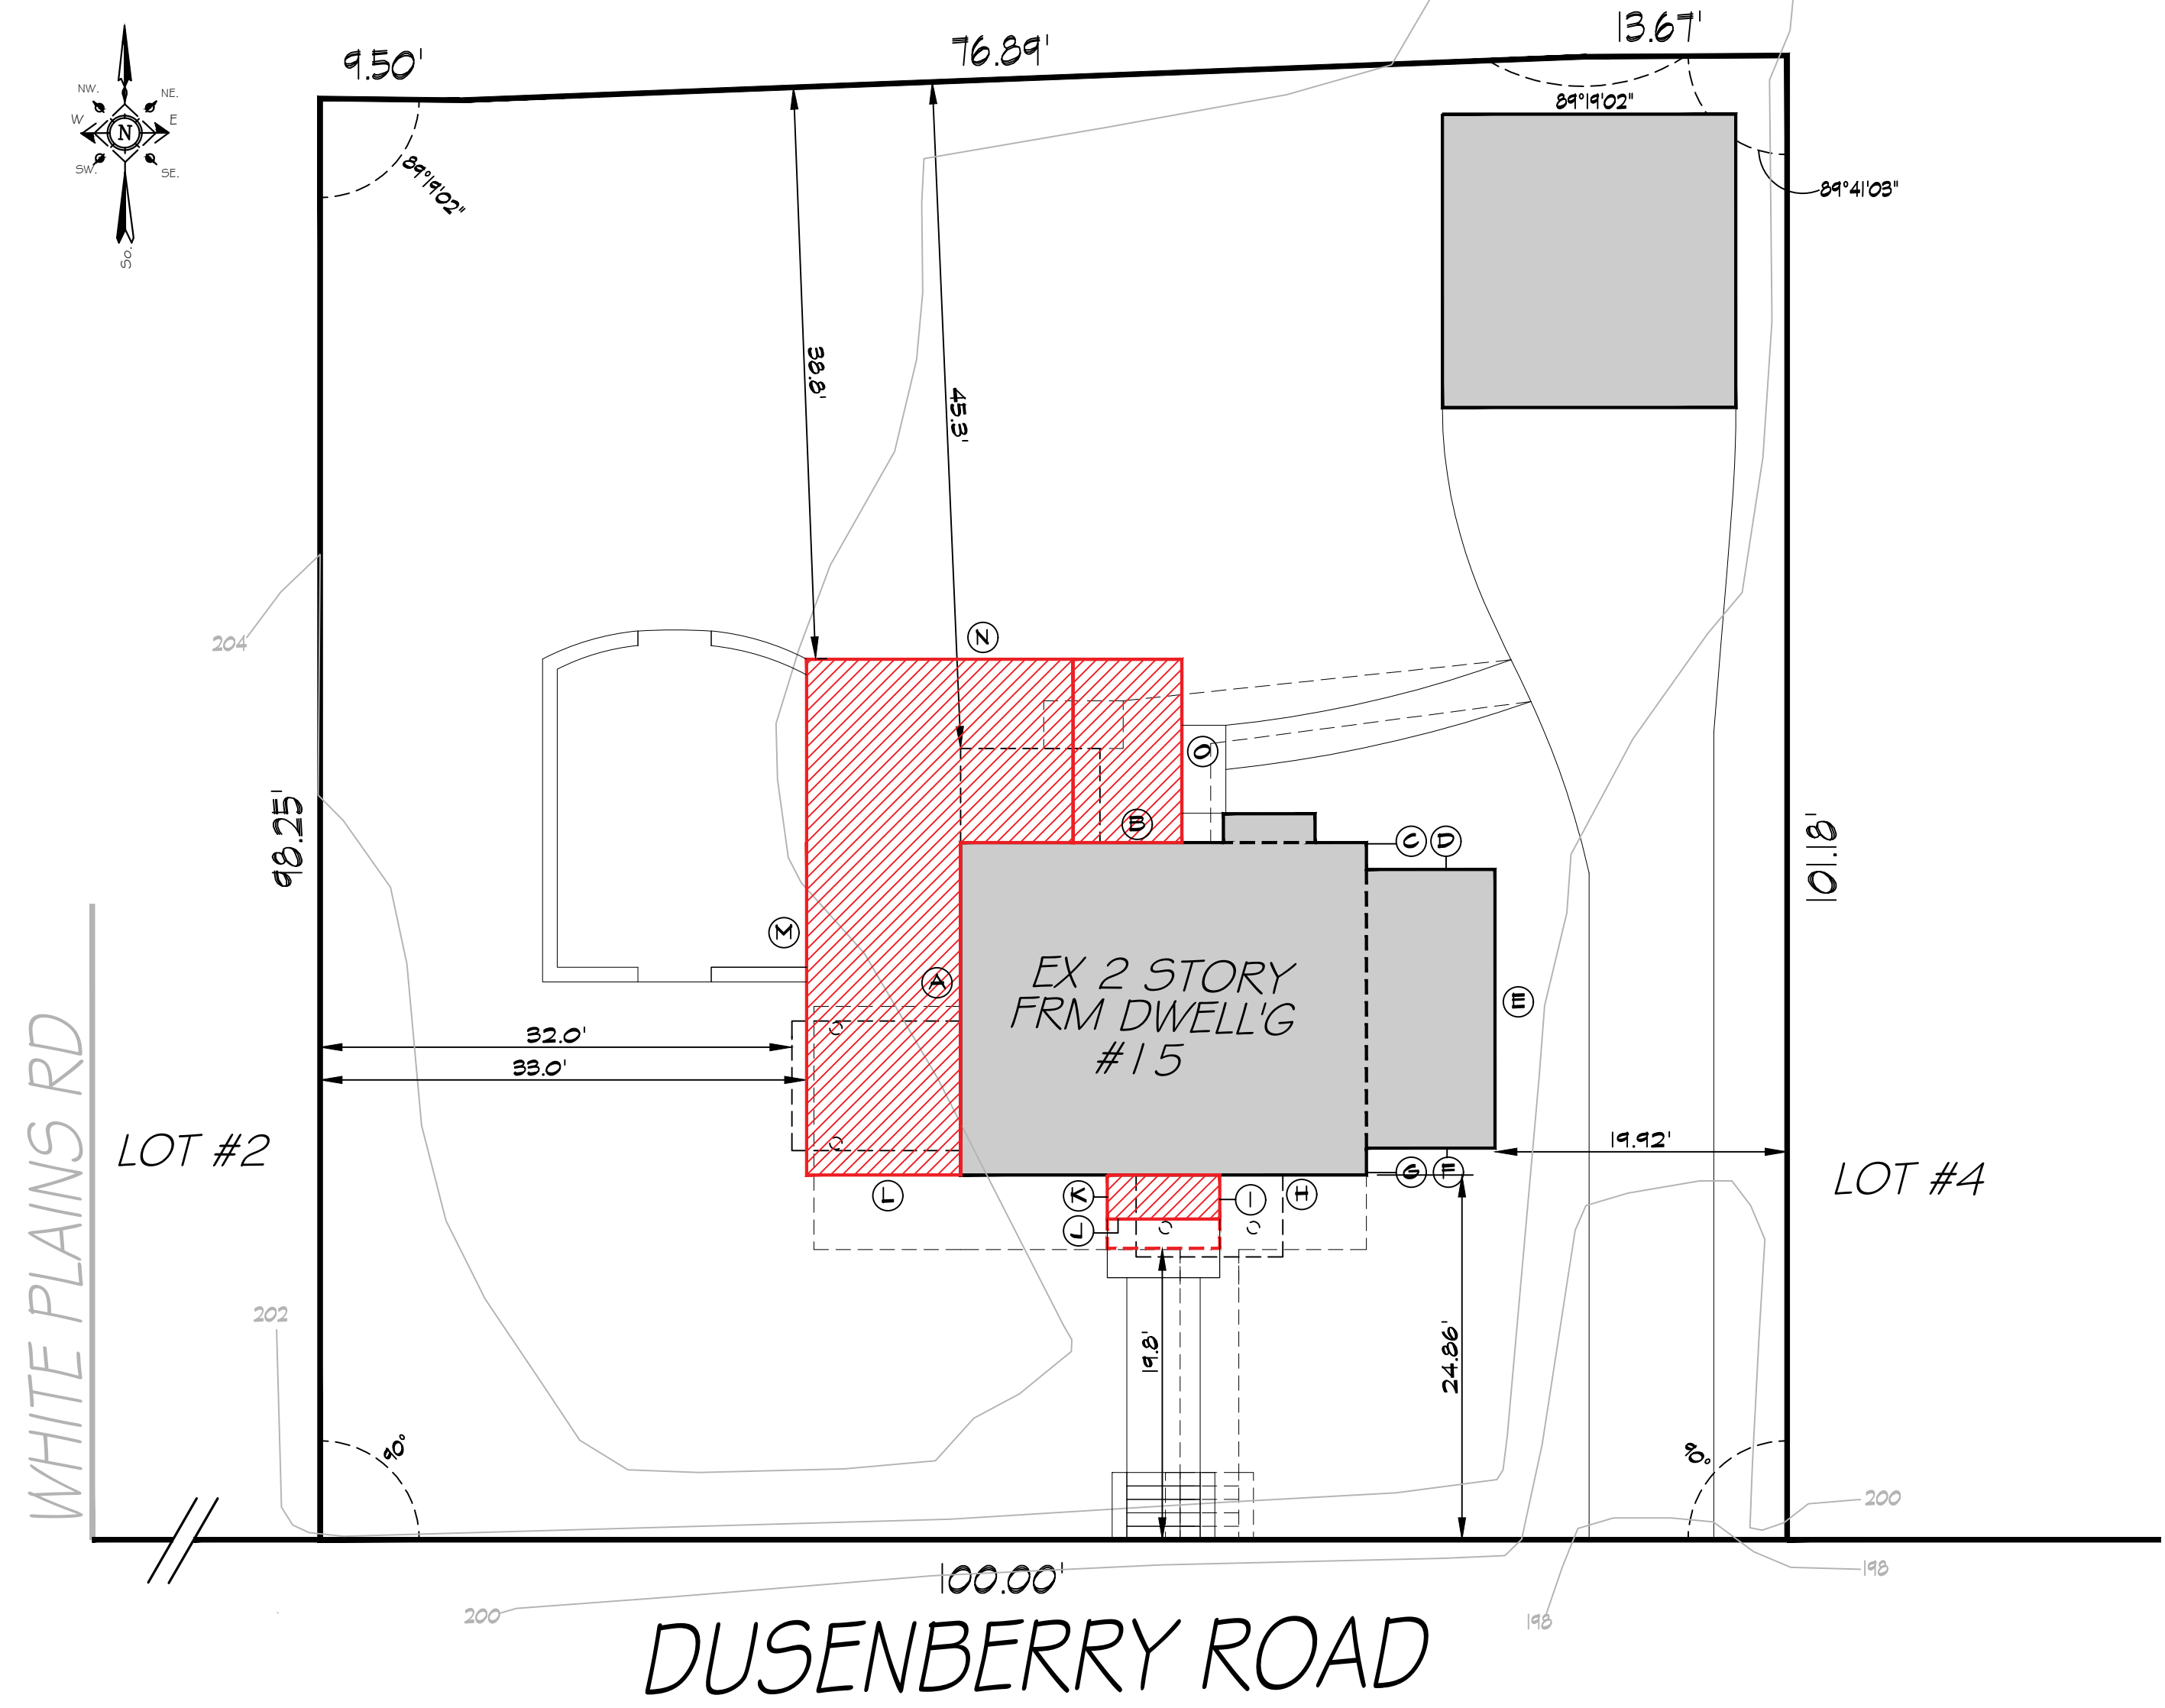 9.50'
76.89'
13.67'
NW.
NE.
W
N
E
SW.
SE.
So.
89°19'02"
89°19'02"
89°41'03"
38.8'
45.3'
204
N
O
B
C
D
98.25'
101.18'
M
A
E
EX 2 STORY
FRM DWELL'G
#15
32.0'
33.0'
WHITE PLAINS RD
LOT #2
19.92'
LOT #4
G
F
L
K
I
H
J
202
19.8'
24.86'
90°
90°
200
198
100.00'
200
198
DUSENBERRY ROAD